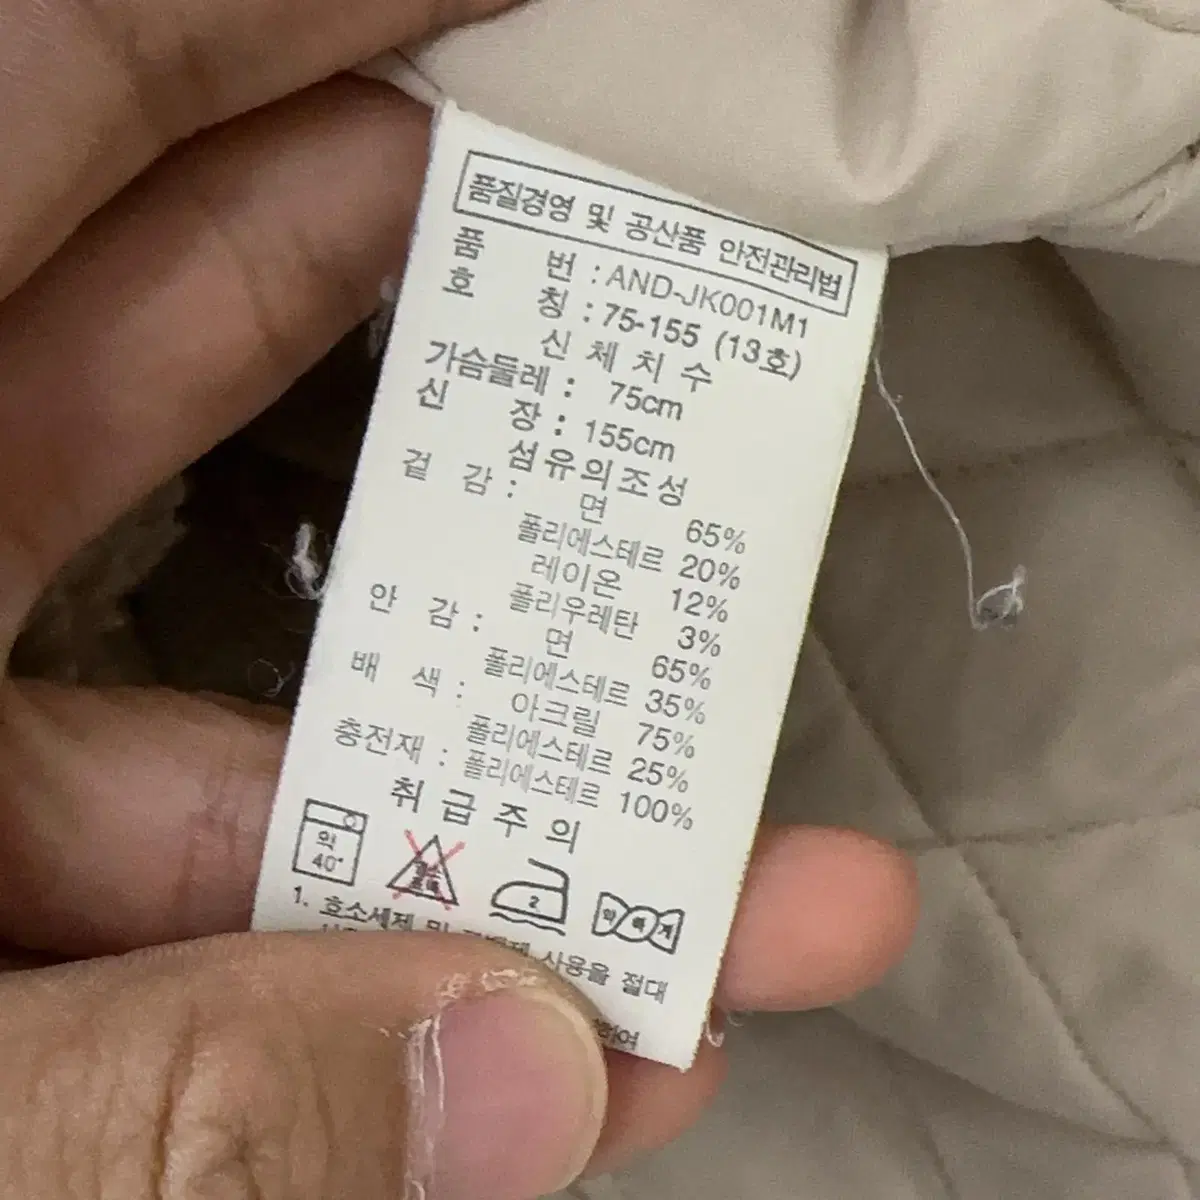 품질경영 및 공산품 안전관리법
품 번 : AND-JK001M1
호 칭 : 75-155 (13호)
신 체 치 수
가슴둘레 : 75cm
신 장 : 155cm
섬유의조성
겉 감 : 면 65%
폴리에스테르 20%
레이온 12%
폴리우레탄 3%
안 감 : 면 65%
폴리에스테르 35%
배 색 : 아크릴 75%
폴리에스테르 25%
충전재 : 폴리에스테르 100%
취 급 주 의
약 40°
염소 표백
2
약하게
1. 효소세제 및 사용을 절대
하여